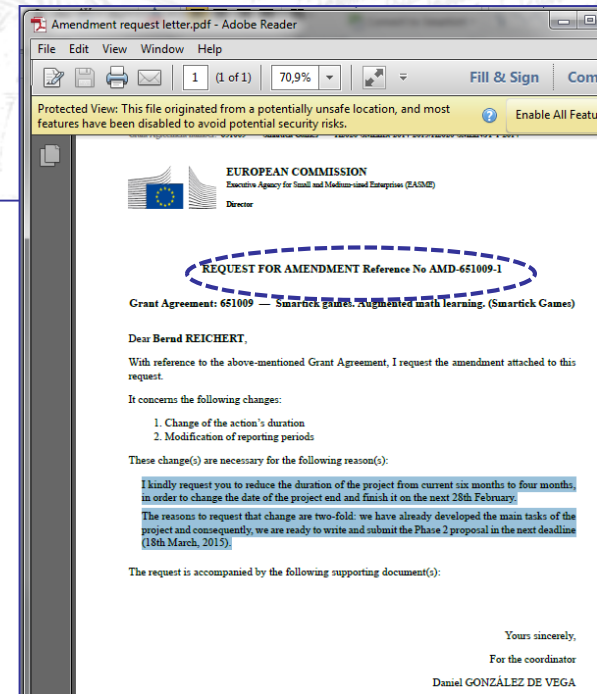 Amendment request letter.pdf - Adobe Reader
File Edit View Window Help
1 (1 of 1) 70,9% Fill & Sign Com
Protected View: This file originated from a potentially unsafe location, and most
features have been disabled to avoid potential security risks.
Enable All Featu
EUROPEAN COMMISSION
Executive Agency for Small and Medium-sized Enterprises (EASME)
Director
REQUEST FOR AMENDMENT Reference No AMD-651009-1
Grant Agreement: 651009 — Smartick games. Augmented math learning. (Smartick Games)
Dear Bernd REICHERT,
With reference to the above-mentioned Grant Agreement, I request the amendment attached to this
request.
It concerns the following changes:
1. Change of the action's duration
2. Modification of reporting periods
These change(s) are necessary for the following reason(s):
I kindly request you to reduce the duration of the project from current six months to four months,
in order to change the date of the project end and finish it on the next 28th February.
The reasons to request that change are two-fold: we have already developed the main tasks of the
project and consequently, we are ready to write and submit the Phase 2 proposal in the next deadline
(18th March, 2015).
The request is accompanied by the following supporting document(s):
Yours sincerely,
For the coordinator
Daniel GONZÁLEZ DE VEGA